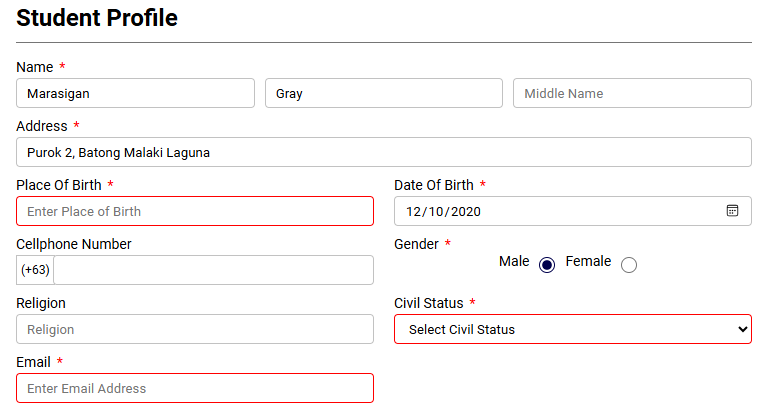 Student Profile
Name *
Marasigan Gray Middle Name
Address *
Purok 2, Batong Malaki Laguna
Place Of Birth * Date Of Birth *
Enter Place of Birth 12/10/2020
Cellphone Number Gender *
(+63) Male Female
Religion Civil Status *
Religion Select Civil Status
Email *
Enter Email Address